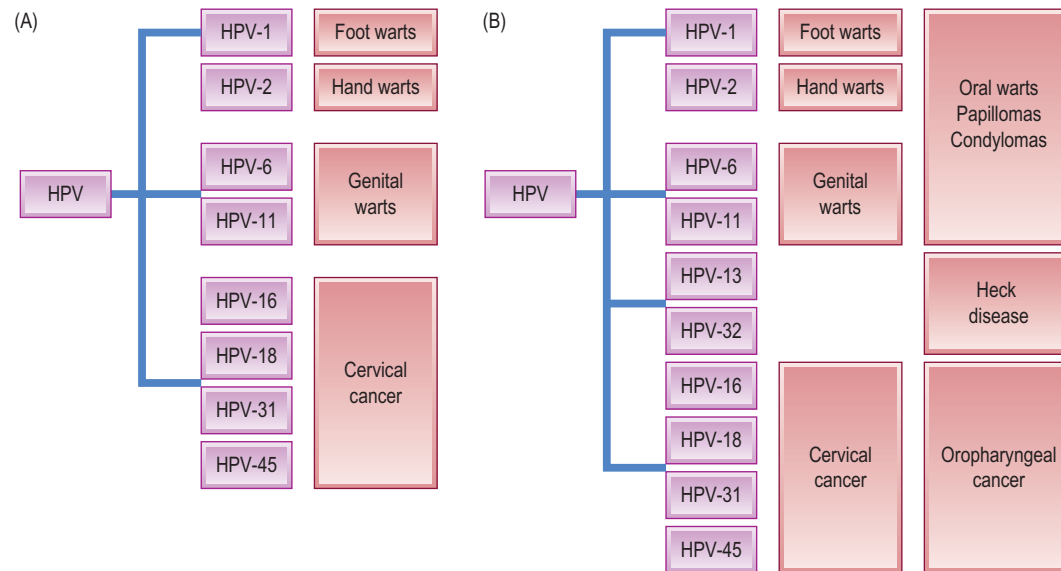 (A)
HPV
HPV-1
Foot warts
HPV-2
Hand warts
HPV-6
HPV-11
Genital
warts
HPV-16
HPV-18
HPV-31
HPV-45
Cervical
cancer
(B)
HPV
HPV-1
Foot warts
HPV-2
Hand warts
Oral warts
Papillomas
Condylomas
HPV-6
HPV-11
Genital
warts
HPV-13
HPV-32
Heck
disease
HPV-16
HPV-18
HPV-31
HPV-45
Cervical
cancer
Oropharyngeal
cancer